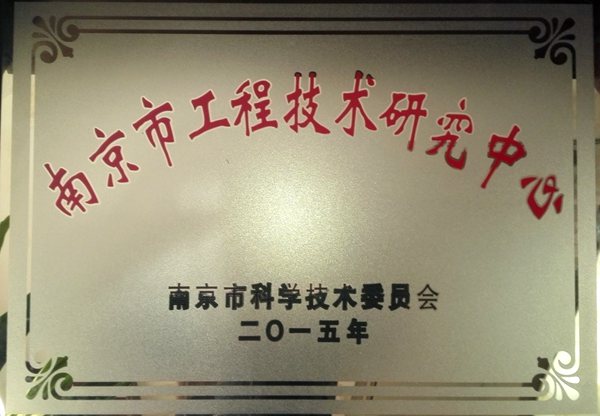 南京市工程技术研究中心
南京市科学技术委员会
二〇一五年